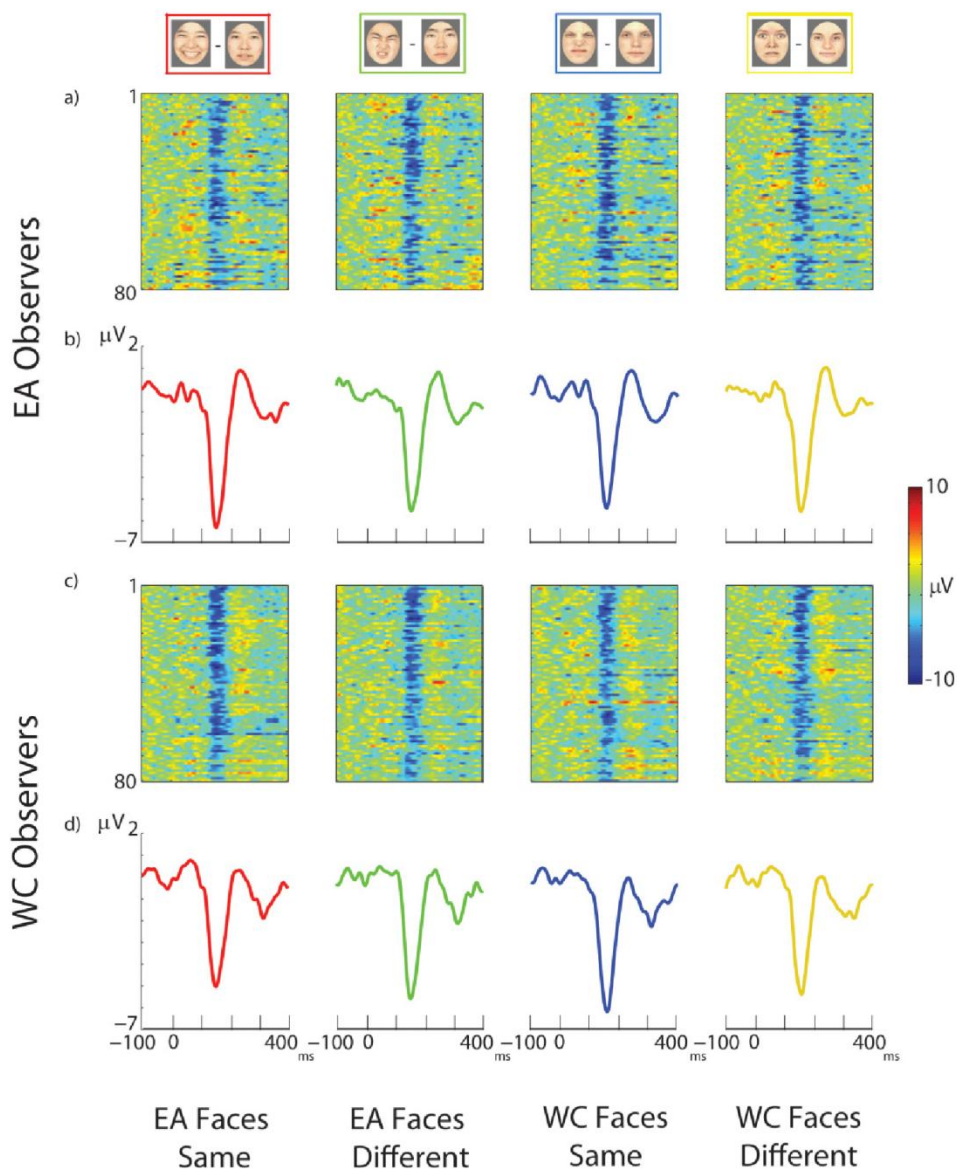 a)
1
80
EA Observers
b)
μV 2
−7
10
μV
-10
c)
1
80
WC Observers
d)
μV 2
−7
−100 0 400 ms −100 0 400 ms −100 0 400 ms −100 0 400 ms
EA Faces Same
EA Faces Different
WC Faces Same
WC Faces Different